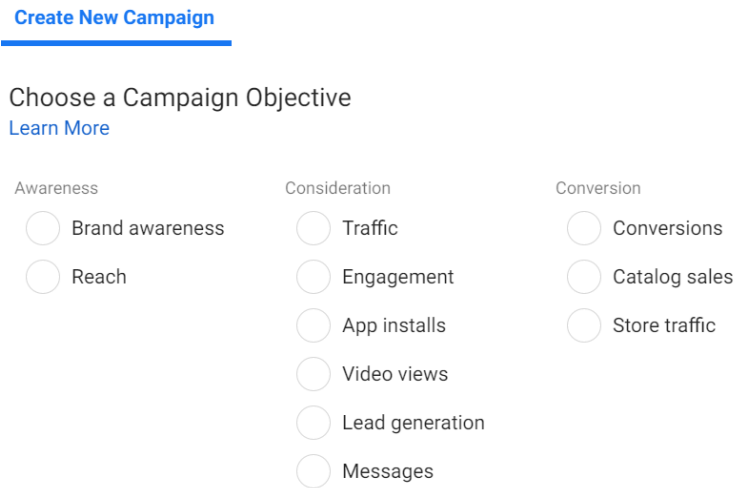 Create New Campaign
Choose a Campaign Objective
Learn More
Awareness
Brand awareness
Reach
Consideration
Traffic
Engagement
App installs
Video views
Lead generation
Messages
Conversion
Conversions
Catalog sales
Store traffic